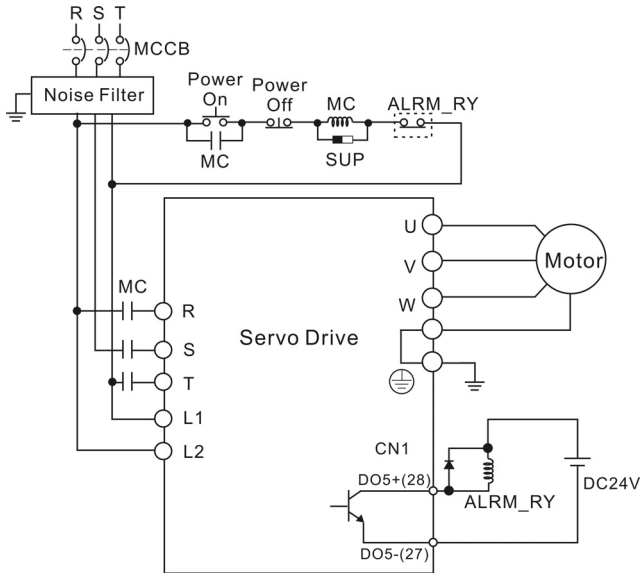 R S T
MCCB
Noise Filter
Power
On
Power
Off
MC
ALRM_RY
MC
SUP
U
V
Motor
W
MC
R
Servo Drive
S
T
L1
L2
CN1
DO5+(28)
DC24V
ALRM_RY
DO5-(27)